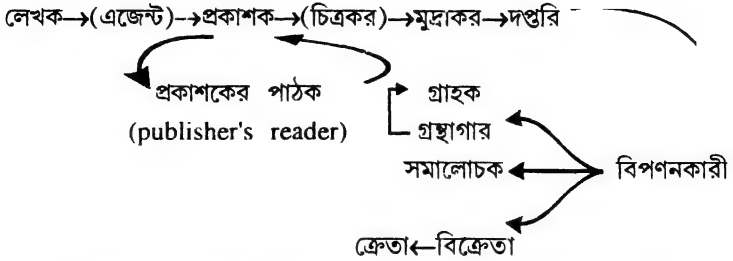 লেখক→(এজেন্ট)→প্রকাশক→(চিত্রকর)→মুদ্রাকর→দপ্তরি
প্রকাশকের পাঠক
গ্রাহক
(publisher's reader)
গ্রন্থাগার
সমালোচক
বিপণনকারী
ক্রেতা←বিক্রেতা